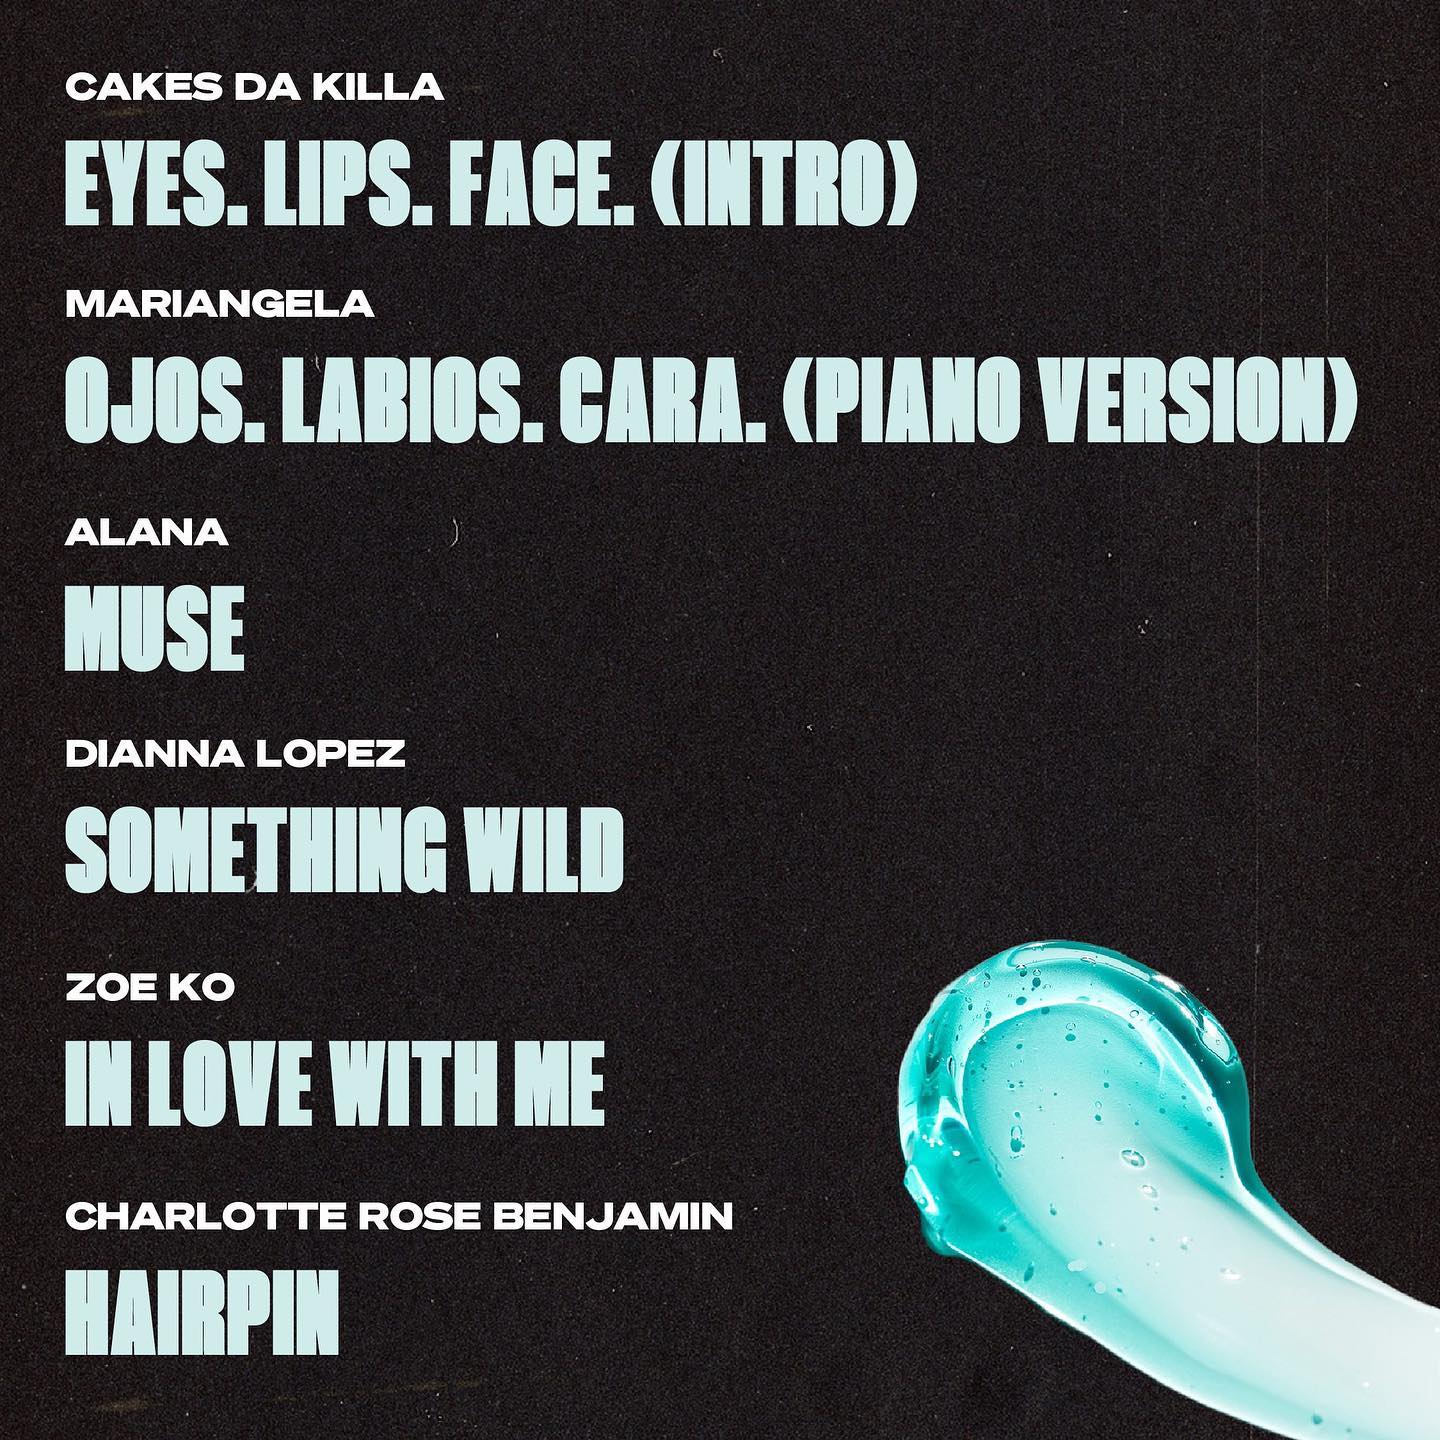 CAKES DA KILLA
EYES. LIPS. FACE. (INTRO)
MARIANGELA
OJOS. LABIOS. CARA. (PIANO VERSION)
ALANA
MUSE
DIANNA LOPEZ
SOMETHING WILD
ZOE KO
IN LOVE WITH ME
CHARLOTTE ROSE BENJAMIN
HAIRPIN